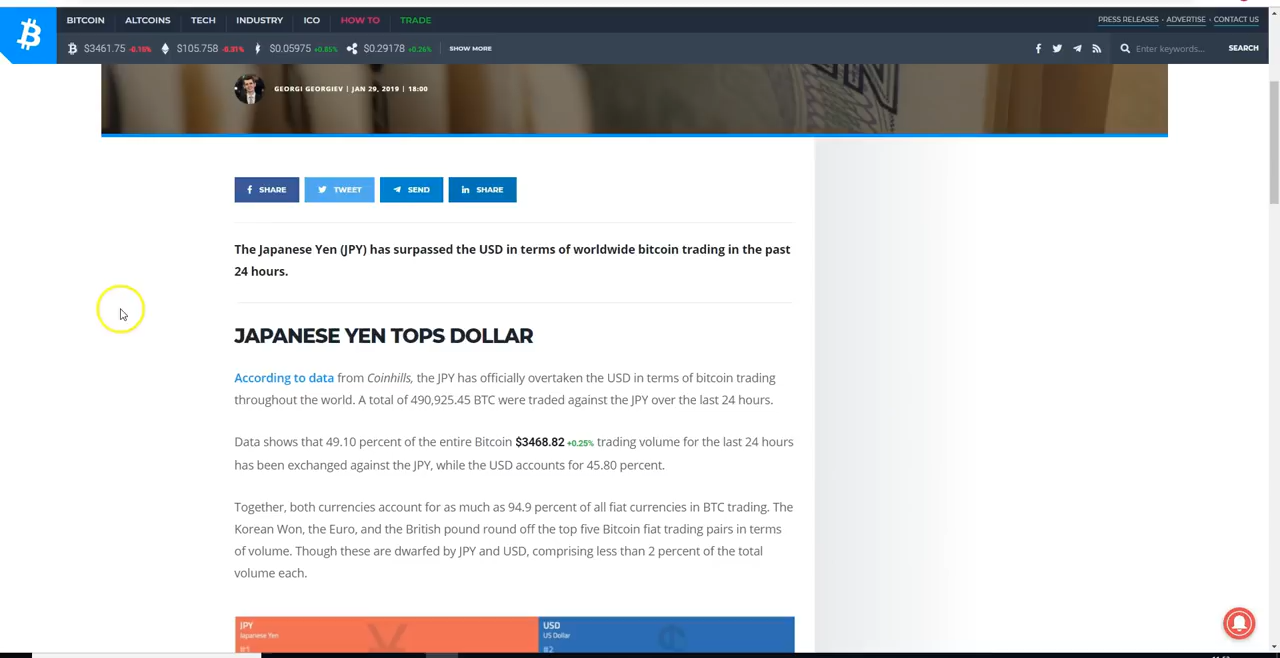 BITCOIN ALTCOINS TECH INDUSTRY ICO HOW TO TRADE PRESS RELEASES • ADVERTISE • CONTACT US
$3461.75 -0.16% $105.758 -0.31% $0.05975 +0.85% $0.29178 +0.26% SHOW MORE Enter keywords... SEARCH
GEORGI GEORGIEV | JAN 29, 2019 | 18:00
SHARE TWEET SEND SHARE
The Japanese Yen (JPY) has surpassed the USD in terms of worldwide bitcoin trading in the past
24 hours.
JAPANESE YEN TOPS DOLLAR
According to data from Coinhills, the JPY has officially overtaken the USD in terms of bitcoin trading
throughout the world. A total of 490,925.45 BTC were traded against the JPY over the last 24 hours.
Data shows that 49.10 percent of the entire Bitcoin $3468.82 +0.25% trading volume for the last 24 hours
has been exchanged against the JPY, while the USD accounts for 45.80 percent.
Together, both currencies account for as much as 94.9 percent of all fiat currencies in BTC trading. The
Korean Won, the Euro, and the British pound round off the top five Bitcoin fiat trading pairs in terms
of volume. Though these are dwarfed by JPY and USD, comprising less than 2 percent of the total
volume each.
JPY USD
Japanese Yen US Dollar
#1 #2